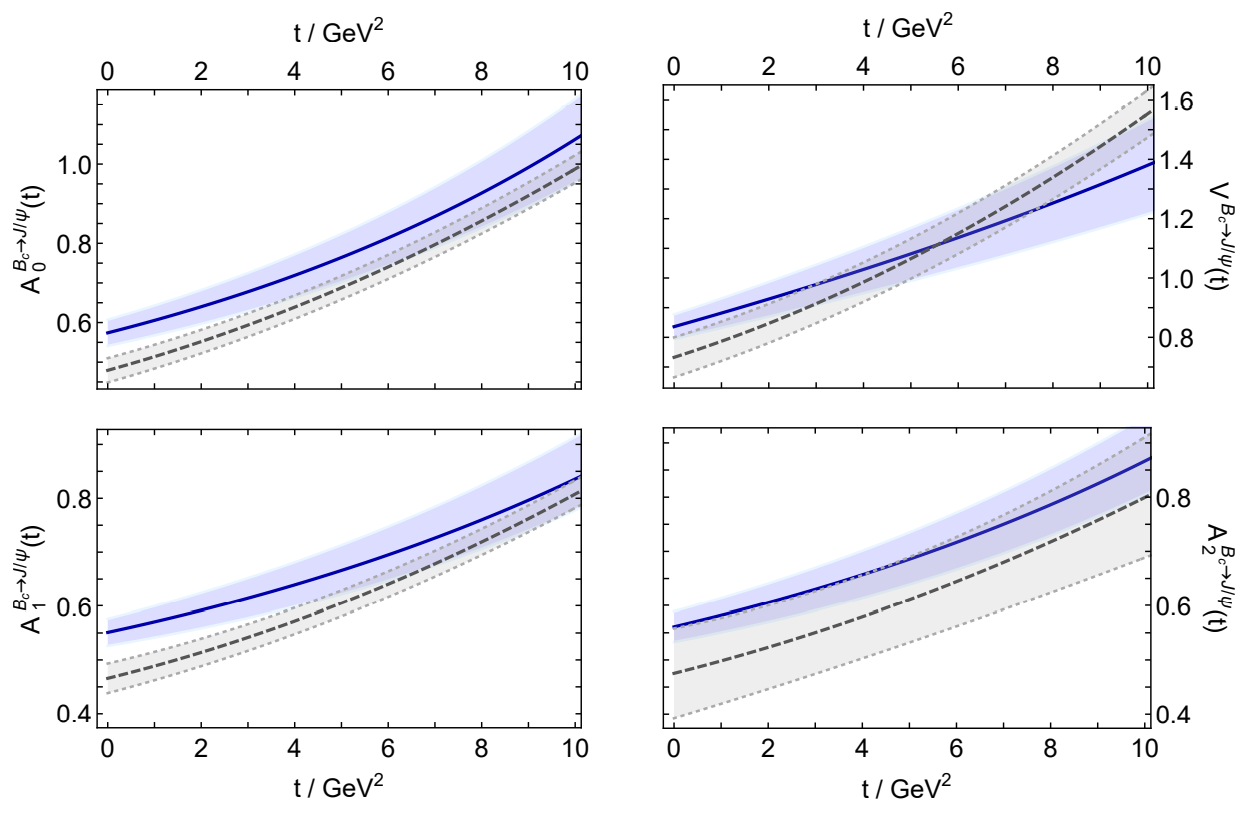 t / GeV²
t / GeV²
0 2 4 6 8 10
0 2 4 6 8 10
1.0
0.8
0.6
A₀^{B_c→J/ψ}(t)
1.6
1.4
1.2
1.0
0.8
V^{B_c→J/ψ}(t)
0.8
0.6
0.4
A₁^{B_c→J/ψ}(t)
0.8
0.6
0.4
A₂^{B_c→J/ψ}(t)
0 2 4 6 8 10
0 2 4 6 8 10
t / GeV²
t / GeV²